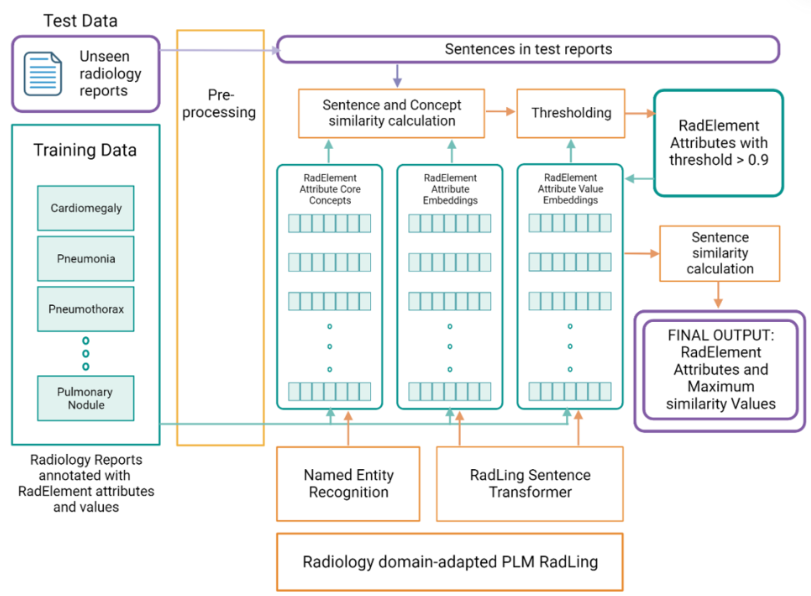 Test Data
Unseen
radiology
reports
Pre-
processing
Sentences in test reports
Sentence and Concept
similarity calculation
Thresholding
RadElement
Attributes with
threshold > 0.9
Training Data
Cardiomegaly
Pneumonia
Pneumothorax
Pulmonary
Nodule
RadElement
Attribute Core
Concepts
RadElement
Attribute
Embeddings
RadElement
Attribute Value
Embeddings
Sentence
similarity
calculation
FINAL OUTPUT:
RadElement
Attributes and
Maximum
similarity Values
Radiology Reports
annotated with
RadElement attributes
and values
Named Entity
Recognition
RadLing Sentence
Transformer
Radiology domain-adapted PLM RadLing